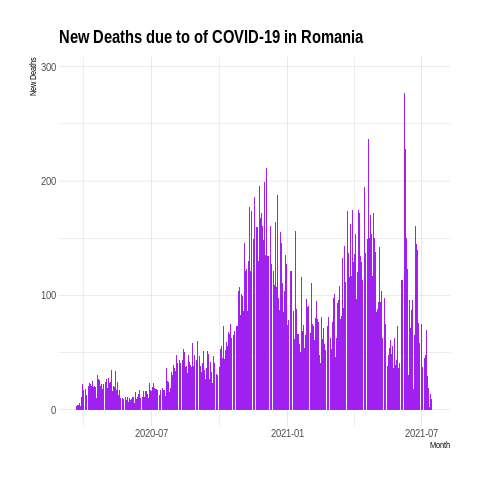 New Deaths due to of COVID-19 in Romania
New Deaths
300
200
100
0
2020-07
2021-01
2021-07
Month